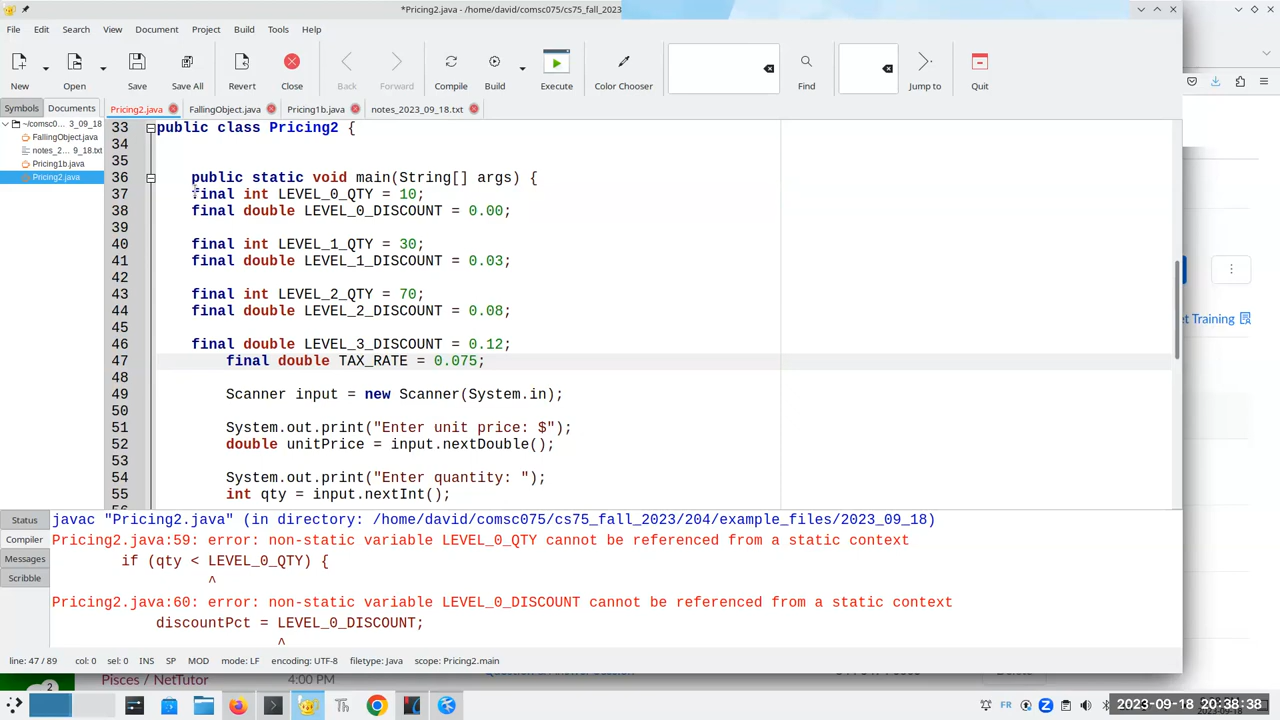 *Pricing2.java - /home/david/comsc075/cs75_fall_2023
File Edit Search View Document Project Build Tools Help
New Open Save Save All Revert Close Back Forward Compile Build Execute Color Chooser Find Jump to Quit
Symbols Documents Pricing2.java FallingObject.java Pricing1b.java notes_2023_09_18.txt
~/comsc0... 3_09_18
FallingObject.java
notes_2... 9_18.txt
Pricing1b.java
Pricing2.java
33 public class Pricing2 {
34
35
36 public static void main(String[] args) {
37 final int LEVEL_0_QTY = 10;
38 final double LEVEL_0_DISCOUNT = 0.00;
39
40 final int LEVEL_1_QTY = 30;
41 final double LEVEL_1_DISCOUNT = 0.03;
42
43 final int LEVEL_2_QTY = 70;
44 final double LEVEL_2_DISCOUNT = 0.08;
45
46 final double LEVEL_3_DISCOUNT = 0.12;
47 final double TAX_RATE = 0.075;
48
49 Scanner input = new Scanner(System.in);
50
51 System.out.print("Enter unit price: $");
52 double unitPrice = input.nextDouble();
53
54 System.out.print("Enter quantity: ");
55 int qty = input.nextInt();
et Training
Status
Compiler
Messages
Scribble
javac "Pricing2.java" (in directory: /home/david/comsc075/cs75_fall_2023/204/example_files/2023_09_18)
Pricing2.java:59: error: non-static variable LEVEL_0_QTY cannot be referenced from a static context
if (qty < LEVEL_0_QTY) {
^
Pricing2.java:60: error: non-static variable LEVEL_0_DISCOUNT cannot be referenced from a static context
discountPct = LEVEL_0_DISCOUNT;
^
line: 47 / 89 col: 0 sel: 0 INS SP MOD mode: LF encoding: UTF-8 filetype: Java scope: Pricing2.main
Pisces / NetTutor 4:00 PM
2
Th
FR
2023-09-18 20:38:38